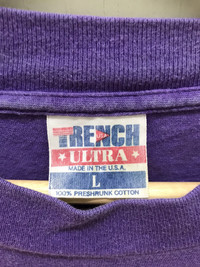 TRENCH
ULTRA
MADE IN THE U.S.A.
L
100% PRESHRUNK COTTON